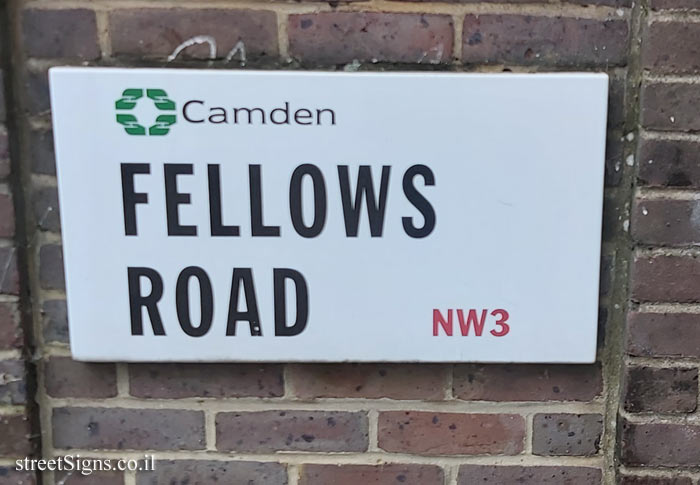 Camden
FELLOWS
ROAD
NW3
streetSigns.co.il